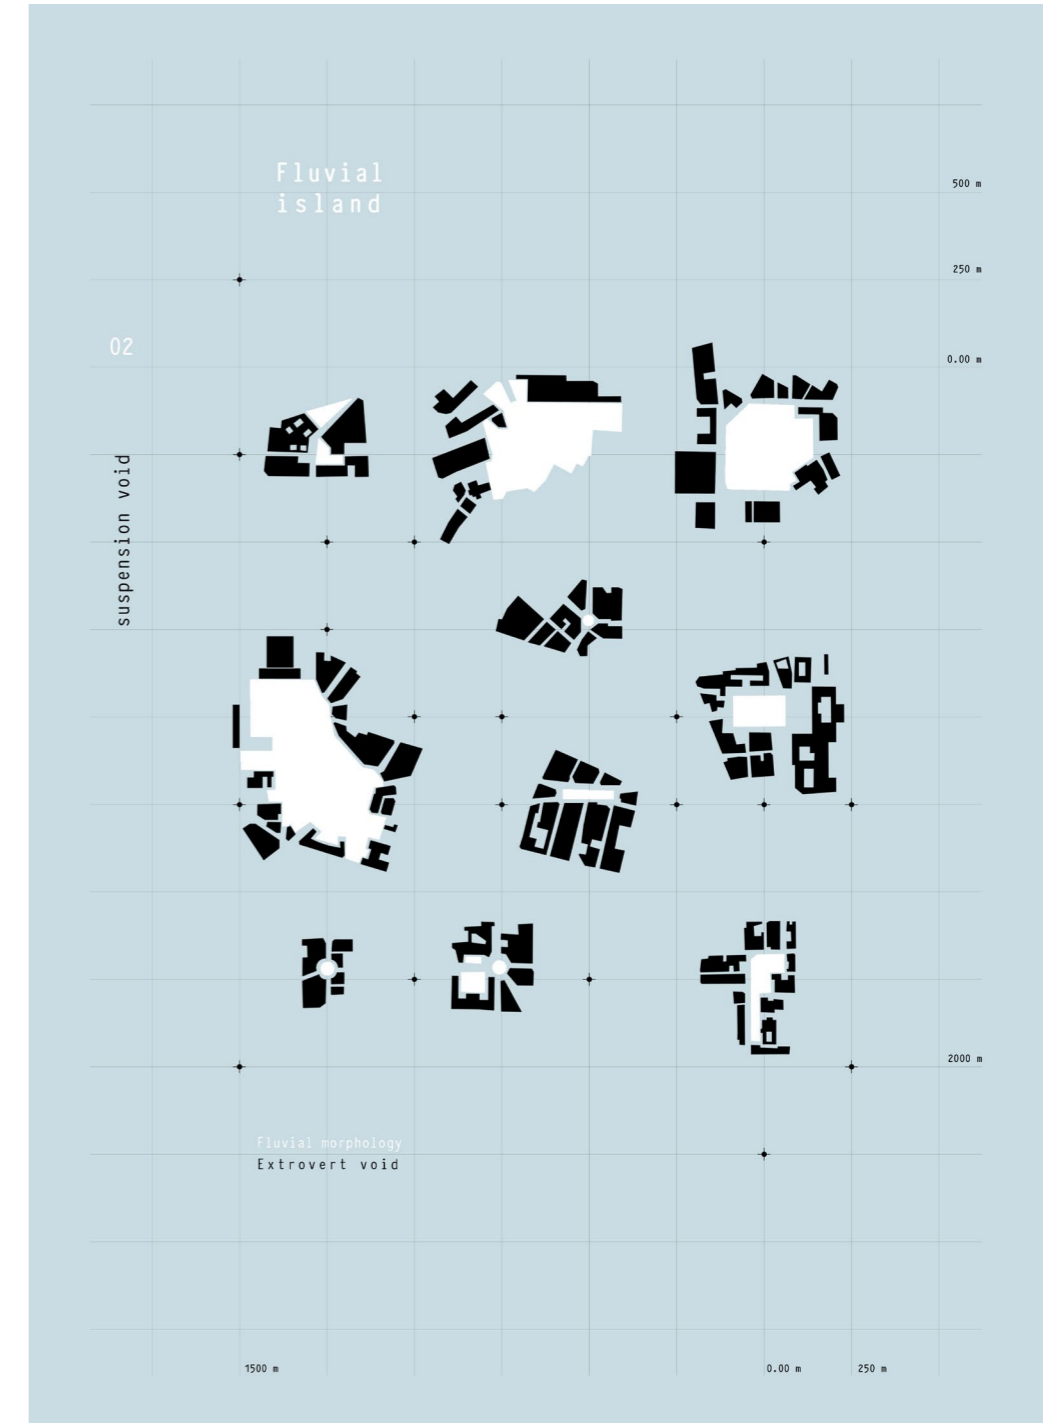 Fluvial
island
500 m
250 m
02
0.00 m
suspension void
2000 m
Fluvial morphology
Extrovert void
1500 m
0.00 m
250 m